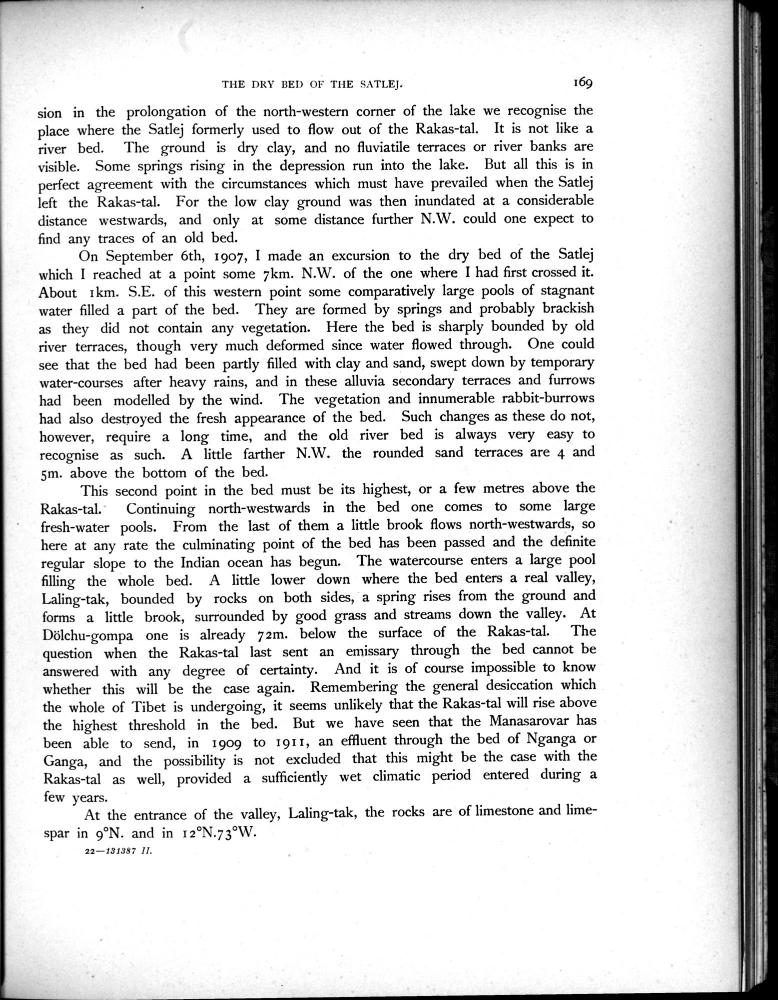 THE DRY BED OF THE SATLEJ. 169
sion in the prolongation of the north-western corner of the lake we recognise the
place where the Satlej formerly used to flow out of the Rakas-tal. It is not like a
river bed. The ground is dry clay, and no fluviatile terraces or river banks are
visible. Some springs rising in the depression run into the lake. But all this is in
perfect agreement with the circumstances which must have prevailed when the Satlej
left the Rakas-tal. For the low clay ground was then inundated at a considerable
distance westwards, and only at some distance further N.W. could one expect to
find any traces of an old bed.
On September 6th, 1907, I made an excursion to the dry bed of the Satlej
which I reached at a point some 7km. N.W. of the one where I had first crossed it.
About 1km. S.E. of this western point some comparatively large pools of stagnant
water filled a part of the bed. They are formed by springs and probably brackish
as they did not contain any vegetation. Here the bed is sharply bounded by old
river terraces, though very much deformed since water flowed through. One could
see that the bed had been partly filled with clay and sand, swept down by temporary
water-courses after heavy rains, and in these alluvia secondary terraces and furrows
had been modelled by the wind. The vegetation and innumerable rabbit-burrows
had also destroyed the fresh appearance of the bed. Such changes as these do not,
however, require a long time, and the old river bed is always very easy to
recognise as such. A little farther N.W. the rounded sand terraces are 4 and
5m. above the bottom of the bed.
This second point in the bed must be its highest, or a few metres above the
Rakas-tal. Continuing north-westwards in the bed one comes to some large
fresh-water pools. From the last of them a little brook flows north-westwards, so
here at any rate the culminating point of the bed has been passed and the definite
regular slope to the Indian ocean has begun. The watercourse enters a large pool
filling the whole bed. A little lower down where the bed enters a real valley,
Laling-tak, bounded by rocks on both sides, a spring rises from the ground and
forms a little brook, surrounded by good grass and streams down the valley. At
Dölchu-gompa one is already 72m. below the surface of the Rakas-tal. The
question when the Rakas-tal last sent an emissary through the bed cannot be
answered with any degree of certainty. And it is of course impossible to know
whether this will be the case again. Remembering the general desiccation which
the whole of Tibet is undergoing, it seems unlikely that the Rakas-tal will rise above
the highest threshold in the bed. But we have seen that the Manasarovar has
been able to send, in 1909 to 1911, an effluent through the bed of Nganga or
Ganga, and the possibility is not excluded that this might be the case with the
Rakas-tal as well, provided a sufficiently wet climatic period entered during a
few years.
At the entrance of the valley, Laling-tak, the rocks are of limestone and lime-
spar in 9°N. and in 12°N.73°W.
22—131387 II.